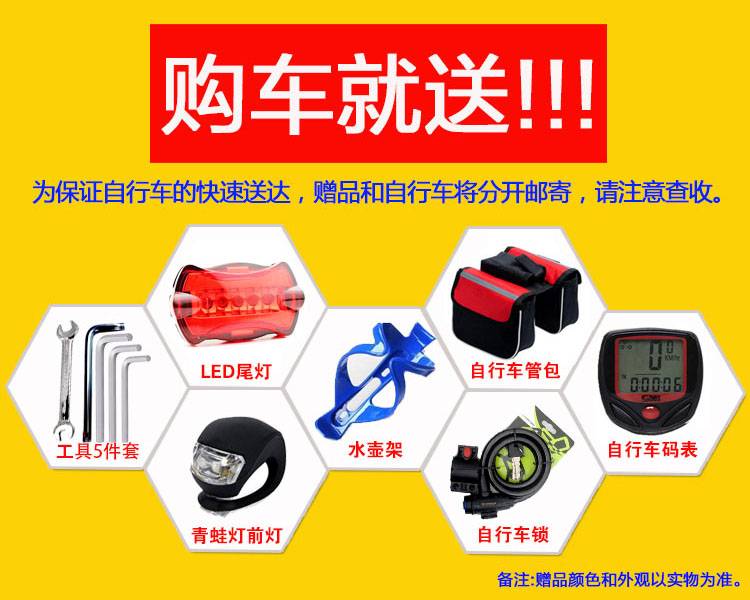 购车就送!!!
为保证自行车的快速送达，赠品和自行车将分开邮寄，请注意查收。
LED尾灯
自行车管包
工具5件套
水壶架
自行车码表
青蛙灯前灯
自行车锁
0
KM/H
0.0006
备注:赠品颜色和外观以实物为准。